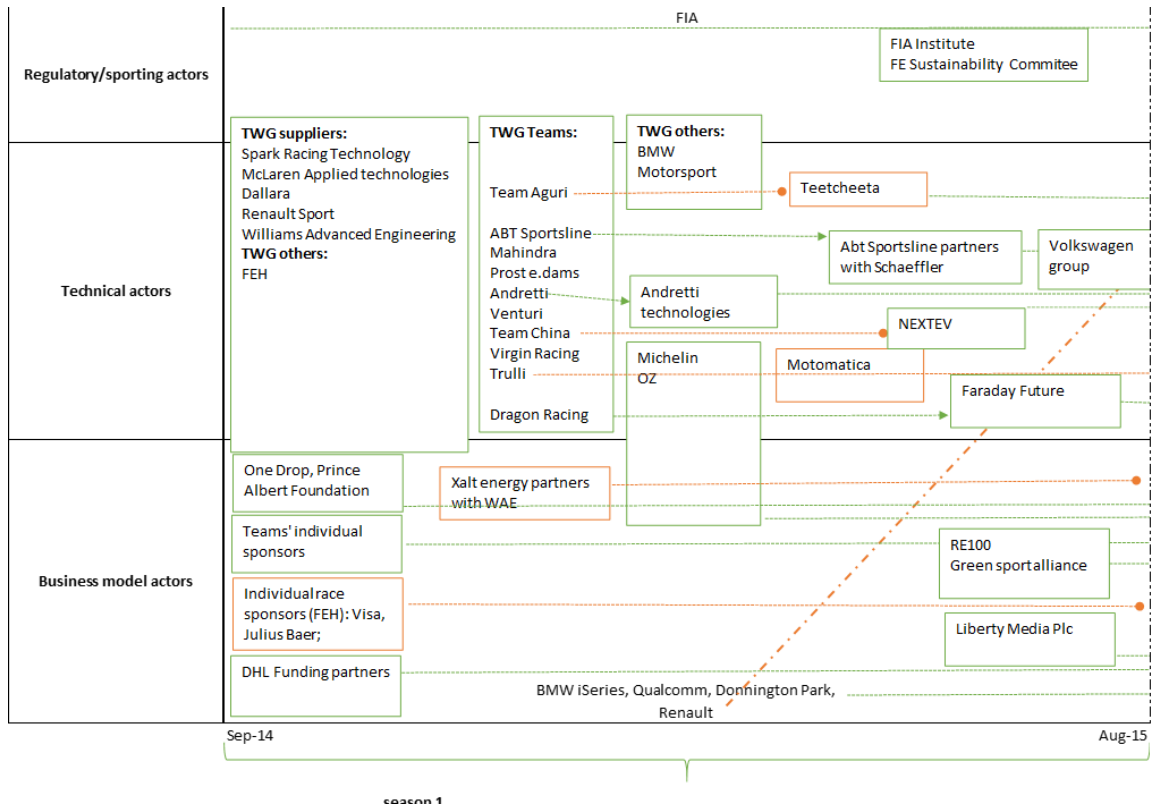 FIA
FIA Institute
FE Sustainability Commitee
Regulatory/sporting actors
TWG suppliers:
Spark Racing Technology
McLaren Applied technologies
Dallara
Renault Sport
Williams Advanced Engineering
TWG others:
FEH
TWG Teams:
Team Aguri
ABT Sportsline
Mahindra
Prost e.dams
Andretti
Venturi
Team China
Virgin Racing
Trulli
Dragon Racing
TWG others:
BMW
Motorsport
Teetcheeta
Abt Sportsline partners
with Schaeffler
Volkswagen
group
Technical actors
Andretti
technologies
NEXTEV
Michelin
OZ
Motomatica
Faraday Future
One Drop, Prince
Albert Foundation
Xalt energy partners
with WAE
Teams' individual
sponsors
RE100
Green sport alliance
Business model actors
Individual race
sponsors (FEH): Visa,
Julius Baer;
Liberty Media Plc
DHL Funding partners
BMW iSeries, Qualcomm, Donnington Park,
Renault
Sep-14
Aug-15
season 1